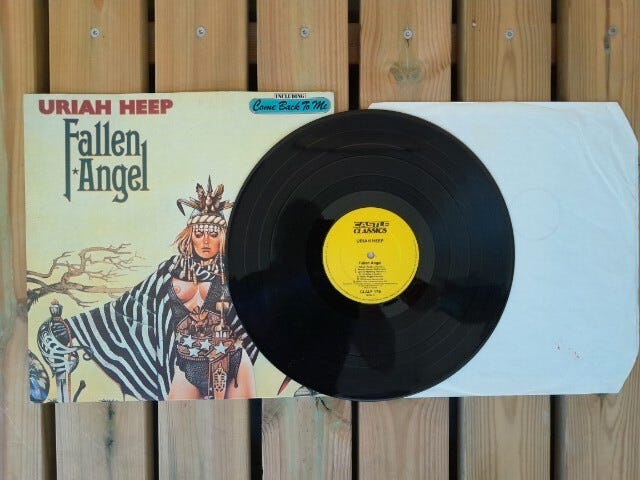 INCLUDING
Come Back To Me
URIAH HEEP
Fallen
Angel
CASTLE
CLASSICS
URIAH HEEP
Fallen Angel